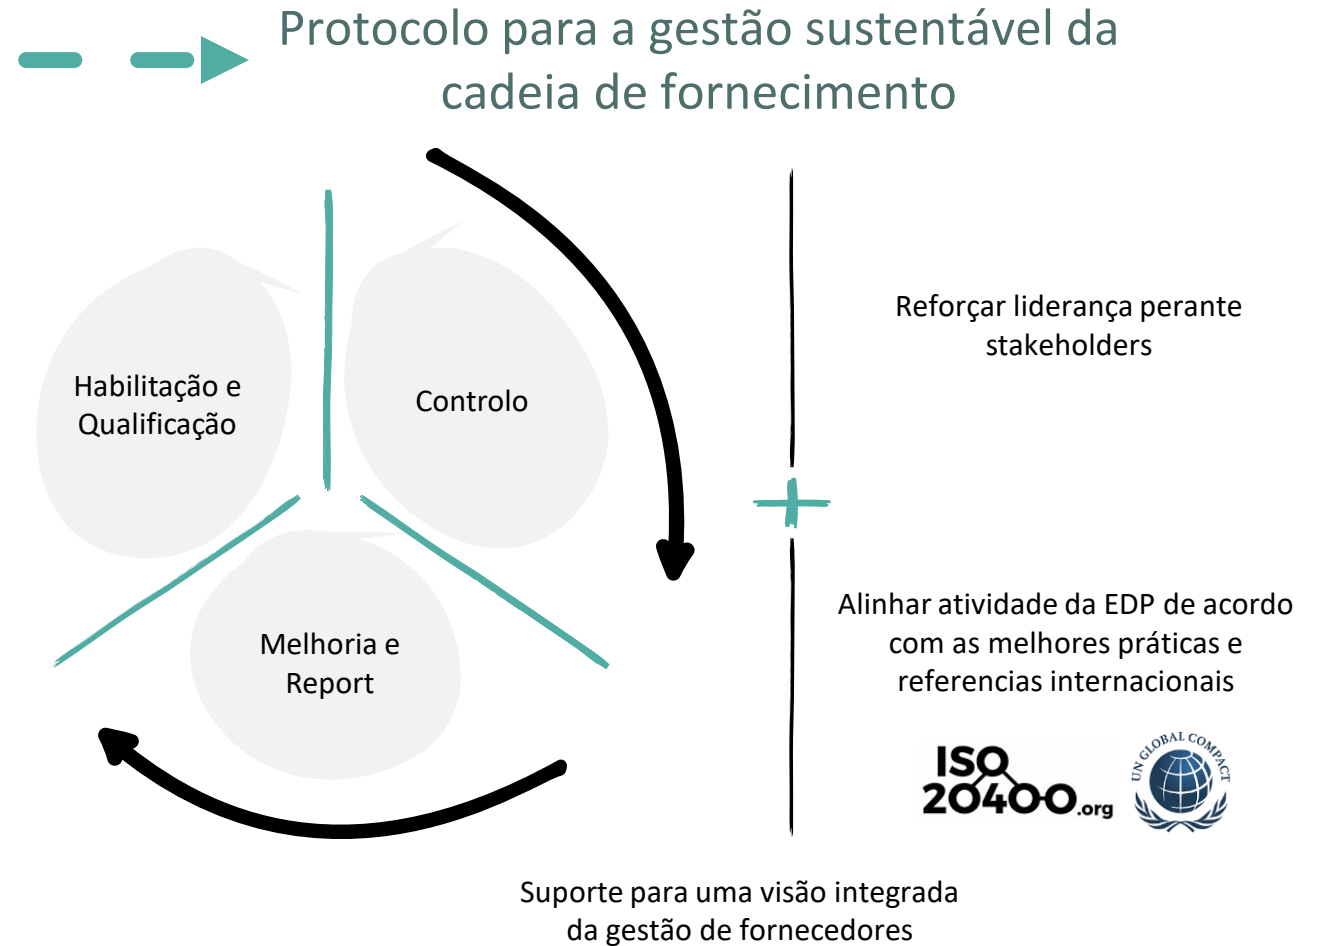 Protocolo para a gestão sustentável da
cadeia de fornecimento
Habilitação e
Qualificação
Controlo
Melhoria e
Report
Reforçar liderança perante
stakeholders
Alinhar atividade da EDP de acordo
com as melhores práticas e
referencias internacionais
ISO
20400.org
UN GLOBAL COMPACT
Suporte para uma visão integrada
da gestão de fornecedores